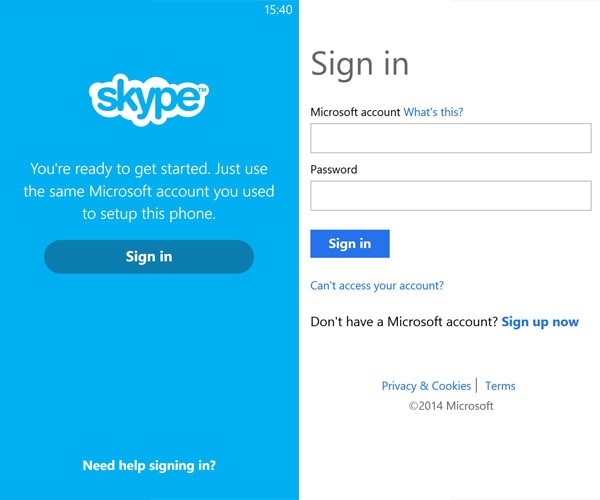 15:40
skype™
You're ready to get started. Just use
the same Microsoft account you used
to setup this phone.
Sign in
Need help signing in?
Sign in
Microsoft account What's this?
Password
Sign in
Can't access your account?
Don't have a Microsoft account? Sign up now
Privacy & Cookies | Terms
©2014 Microsoft